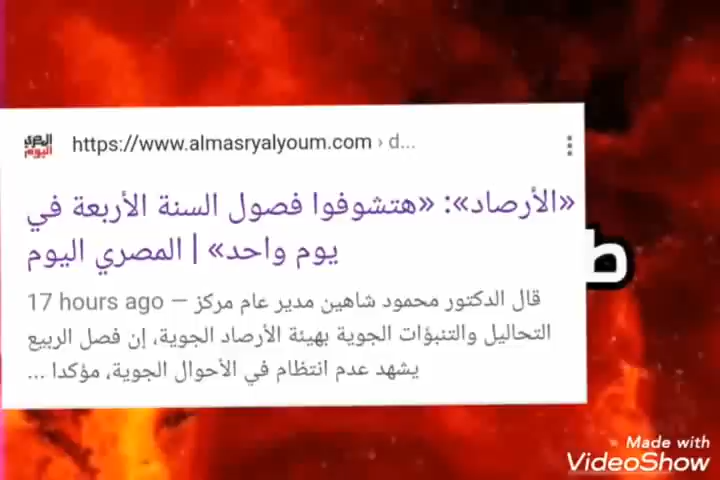 المصري
اليوم
https://www.almasryalyoum.com › d...
«الأرصاد»: «هتشوفوا فصول السنة الأربعة في
يوم واحد» | المصري اليوم
17 hours ago — قال الدكتور محمود شاهين مدير عام مركز
التحاليل والتنبؤات الجوية بهيئة الأرصاد الجوية، إن فصل الربيع
يشهد عدم انتظام في الأحوال الجوية، مؤكدا ...
Made with
VideoShow